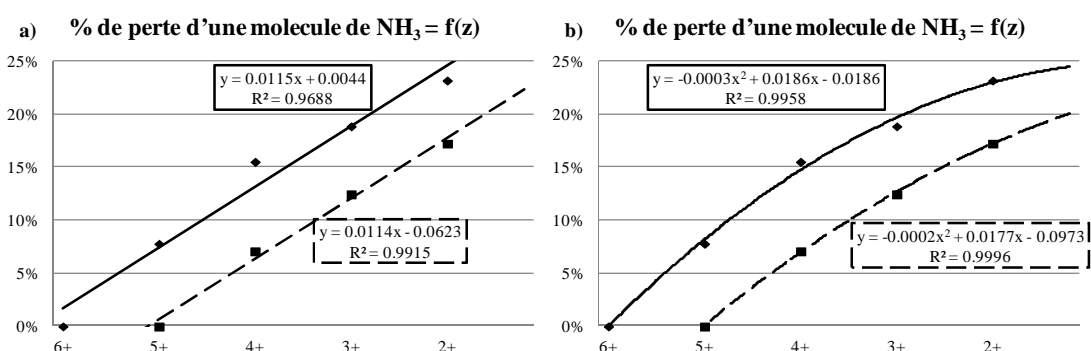 a) % de perte d'une molecule de NH₃ = f(z)
25%
20%
15%
10%
5%
0%
y = 0.0115x + 0.0044
R² = 0.9688
y = 0.0114x - 0.0623
R² = 0.9915
6+ 5+ 4+ 3+ 2+
b) % de perte d'une molecule de NH₃ = f(z)
25%
20%
15%
10%
5%
0%
y = -0.0003x² + 0.0186x - 0.0186
R² = 0.9958
y = -0.0002x² + 0.0177x - 0.0973
R² = 0.9996
6+ 5+ 4+ 3+ 2+